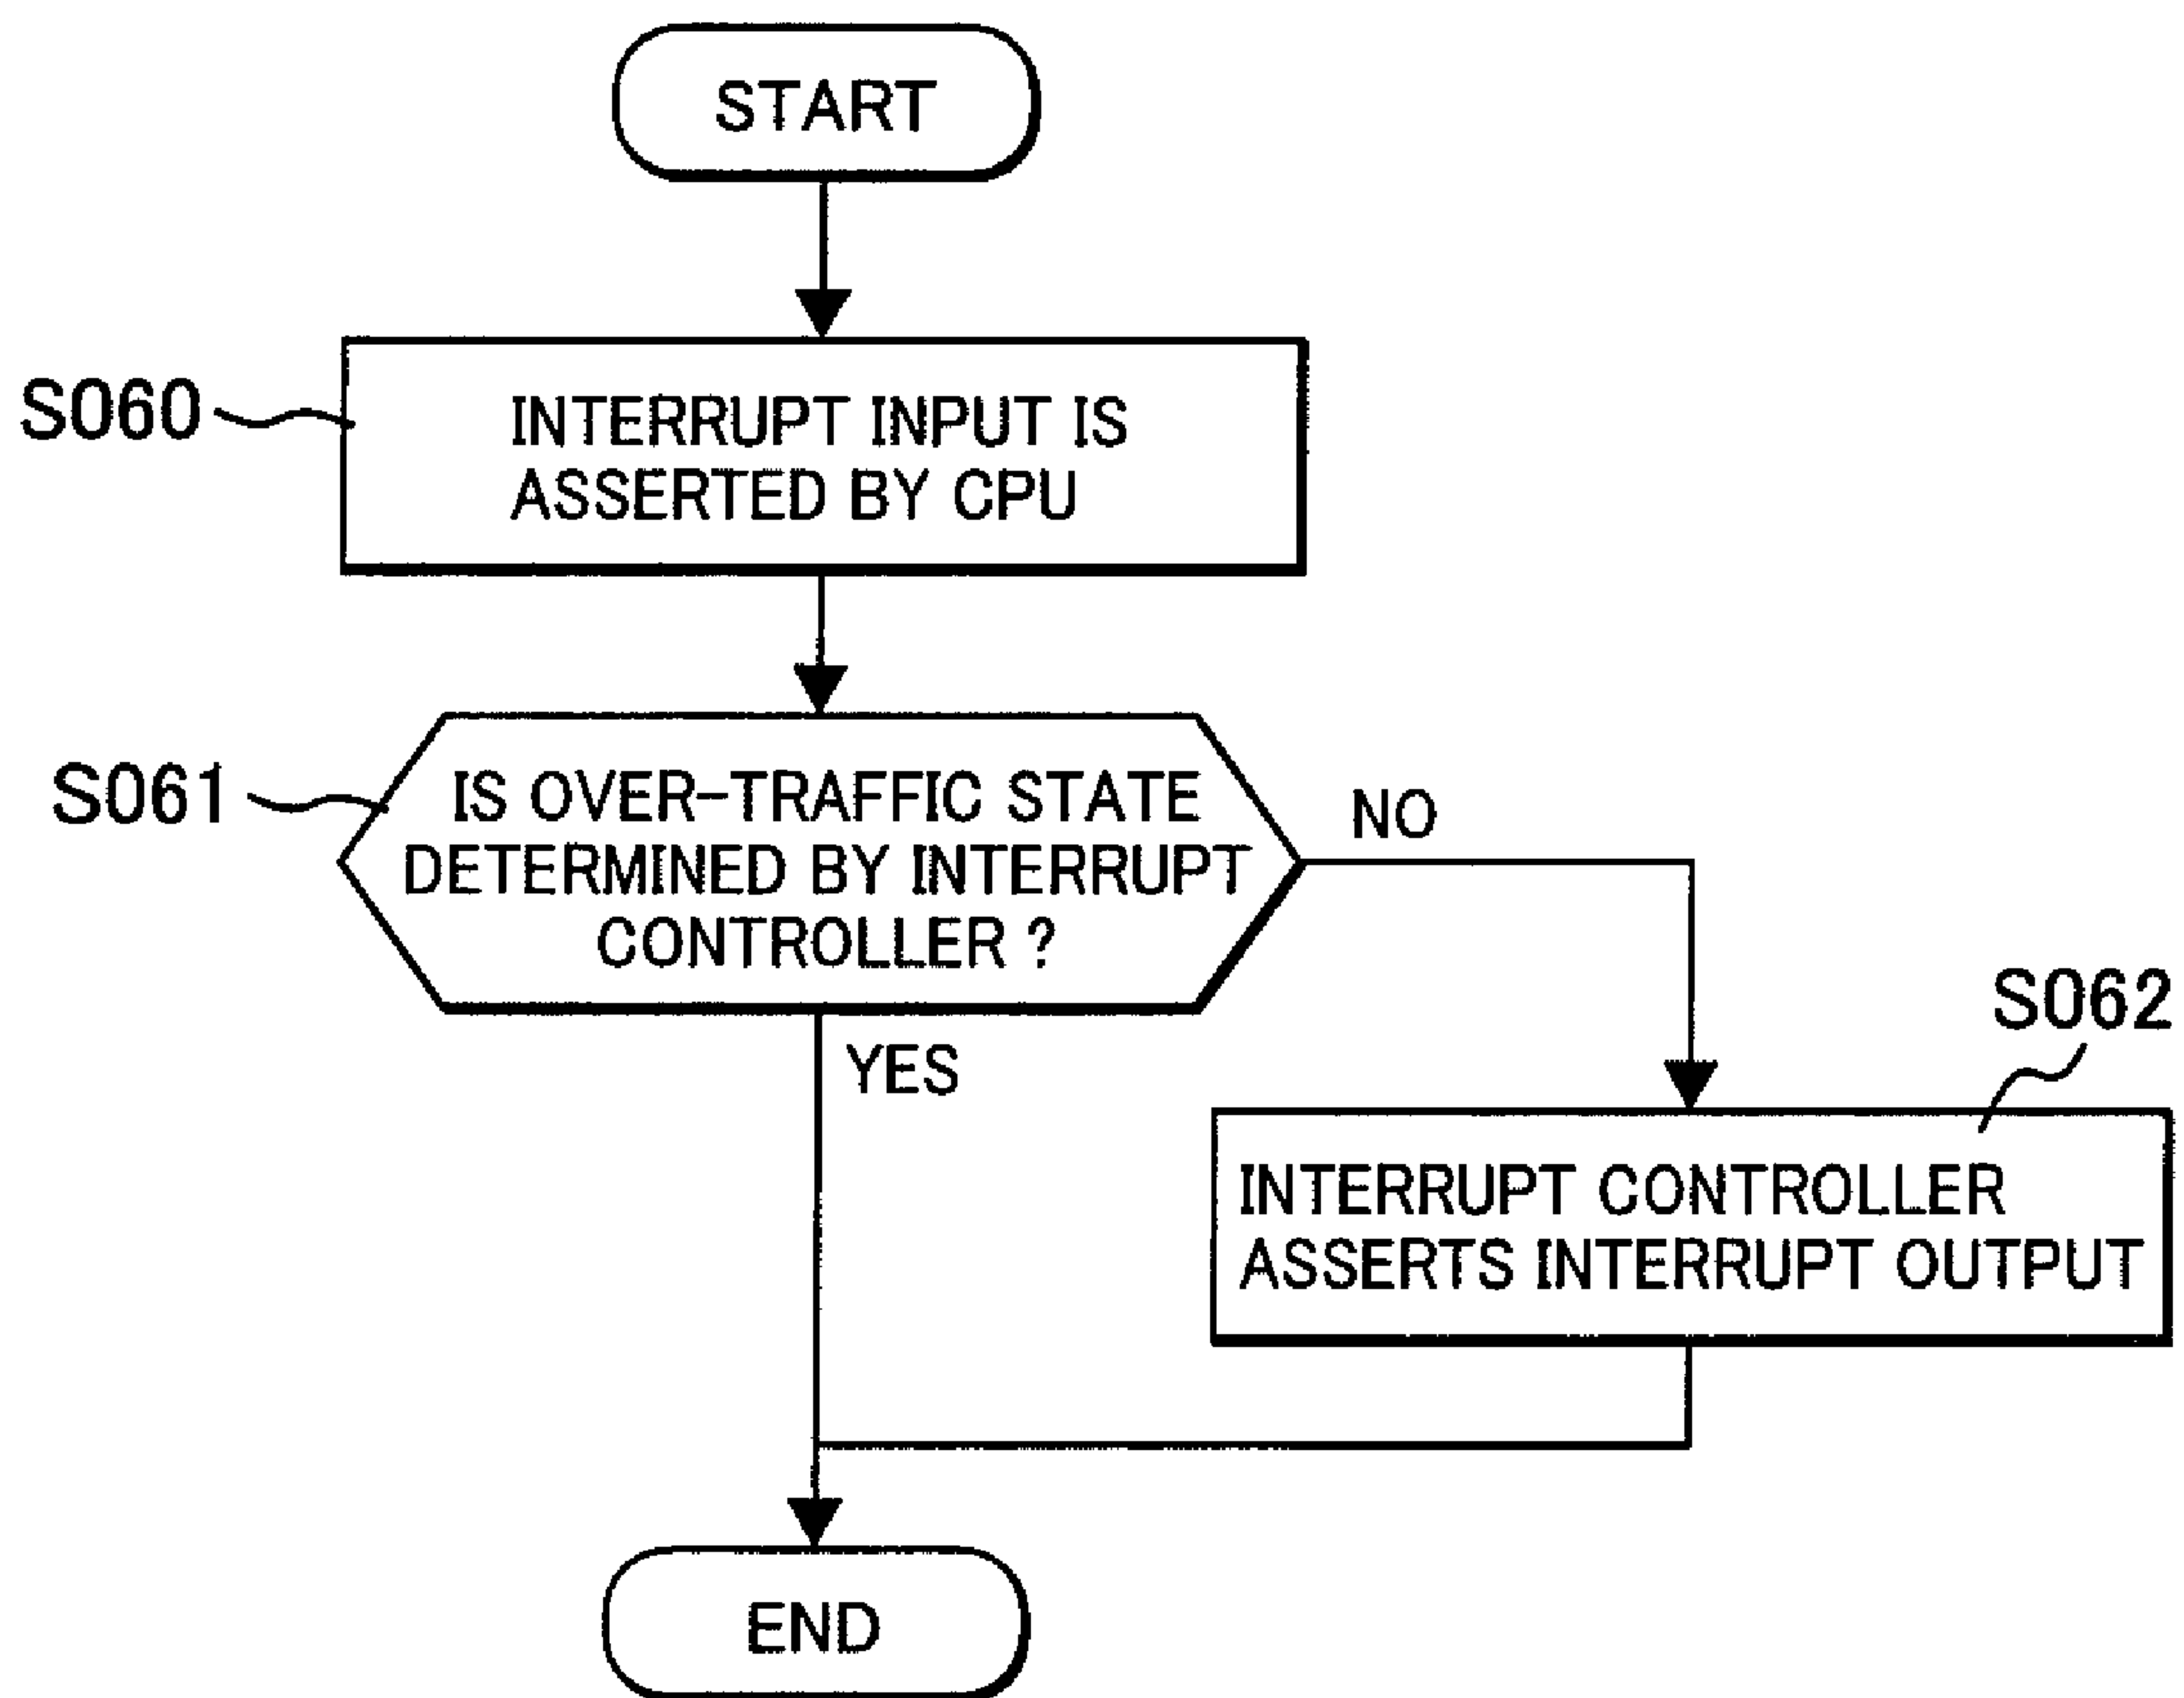 START
S060
INTERRUPT INPUT IS
ASSERTED BY CPU
S061
IS OVER-TRAFFIC STATE
DETERMINED BY INTERRUPT
CONTROLLER ?
NO
YES
S062
INTERRUPT CONTROLLER
ASSERTS INTERRUPT OUTPUT
END